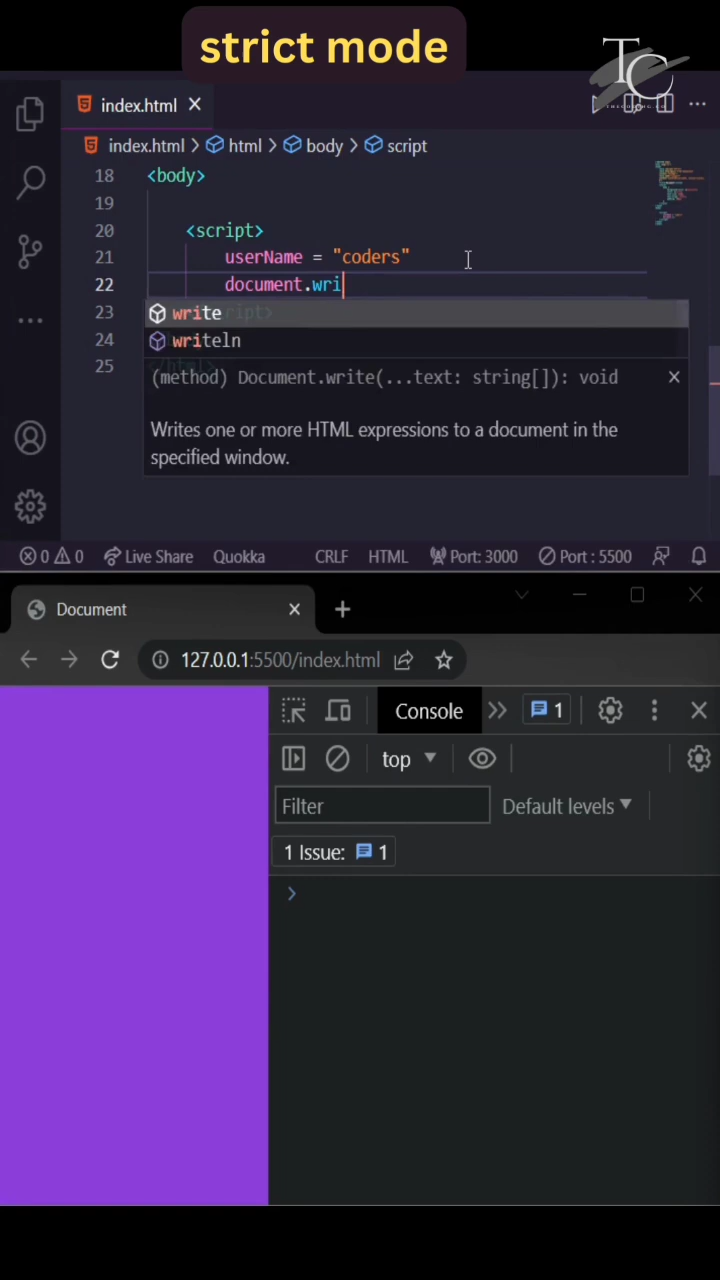 strict mode
TC
index.html
index.html > html > body > script
18 <body>
19
20 <script>
21 userName = "coders"
22 document.wri
23 ript>
24
25
write
writeln
(method) Document.write(...text: string[]): void
Writes one or more HTML expressions to a document in the
specified window.
0 0 Live Share Quokka CRLF HTML Port: 3000 Port : 5500
Document
127.0.0.1:5500/index.html
Console 1
top
Filter Default levels
1 Issue: 1